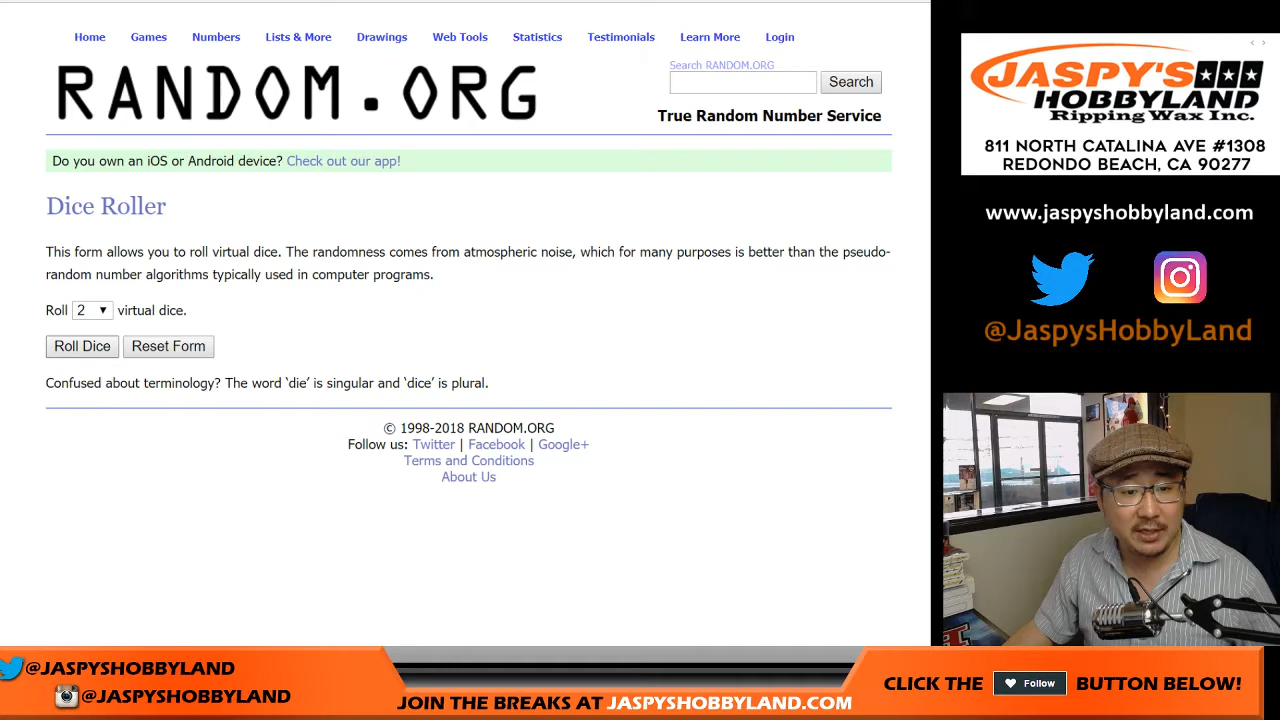 Home Games Numbers Lists & More Drawings Web Tools Statistics Testimonials Learn More Login
RANDOM.ORG
Search RANDOM.ORG
Search
True Random Number Service
Do you own an iOS or Android device? Check out our app!
Dice Roller
This form allows you to roll virtual dice. The randomness comes from atmospheric noise, which for many purposes is better than the pseudo-
random number algorithms typically used in computer programs.
Roll 2 virtual dice.
Roll Dice Reset Form
Confused about terminology? The word ‘die’ is singular and ‘dice’ is plural.
© 1998-2018 RANDOM.ORG
Follow us: Twitter | Facebook | Google+
Terms and Conditions
About Us
JASPY'S
HOBBYLAND
Ripping Wax Inc.
811 NORTH CATALINA AVE #1308
REDONDO BEACH, CA 90277
www.jaspyshobbyland.com
@JaspysHobbyLand
@JASPYSHOBBYLAND
@JASPYSHOBBYLAND
JOIN THE BREAKS AT JASPYSHOBBYLAND.COM
CLICK THE Follow BUTTON BELOW!